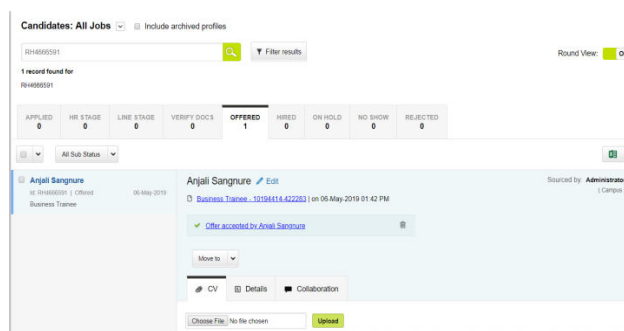 Candidates: All Jobs Include archived profiles
RH4666591 Filter results Round View:
1 record found for
RH4666591
APPLIED HR STAGE LINE STAGE VERIFY DOCS OFFERED HIRED ON HOLD NO SHOW REJECTED
0 0 0 0 1 0 0 0 0
All Sub Status
Anjali Sangnure Anjali Sangnure Edit Sourced by: Administrator
Id: RH4666591 | Offered 06-May-2019 | Campus
Business Trainee Business Trainee - 10194414-422283 | on 06-May-2019 01:42 PM
Offer accepted by Anjali Sangnure
Move to
CV Details Collaboration
Choose File No file chosen Upload